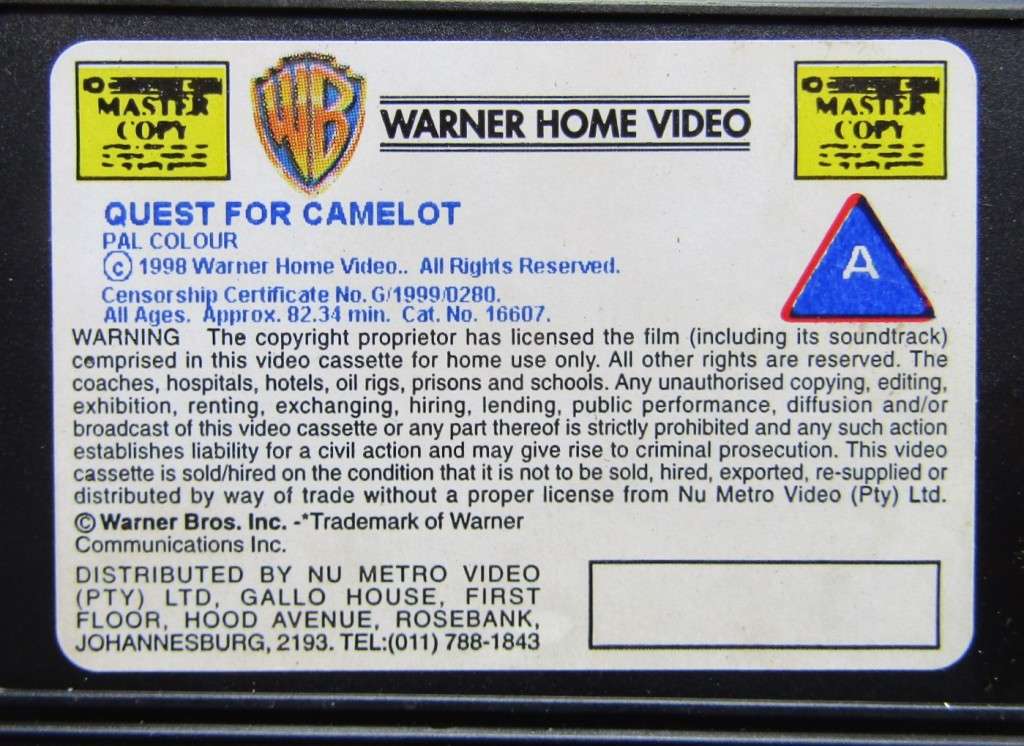 MASTER
COPY
WB
WARNER HOME VIDEO
MASTER
COPY
QUEST FOR CAMELOT
PAL COLOUR
© 1998 Warner Home Video.. All Rights Reserved.
Censorship Certificate No. G/1999/0280.
All Ages. Approx. 82.34 min. Cat. No. 16607.
A
WARNING The copyright proprietor has licensed the film (including its soundtrack)
comprised in this video cassette for home use only. All other rights are reserved. The
coaches, hospitals, hotels, oil rigs, prisons and schools. Any unauthorised copying, editing,
exhibition, renting, exchanging, hiring, lending, public performance, diffusion and/or
broadcast of this video cassette or any part thereof is strictly prohibited and any such action
establishes liability for a civil action and may give rise to criminal prosecution. This video
cassette is sold/hired on the condition that it is not to be sold, hired, exported, re-supplied or
distributed by way of trade without a proper license from Nu Metro Video (Pty) Ltd.
© Warner Bros. Inc. -*Trademark of Warner
Communications Inc.
DISTRIBUTED BY NU METRO VIDEO
(PTY) LTD, GALLO HOUSE, FIRST
FLOOR, HOOD AVENUE, ROSEBANK,
JOHANNESBURG, 2193. TEL:(011) 788-1843